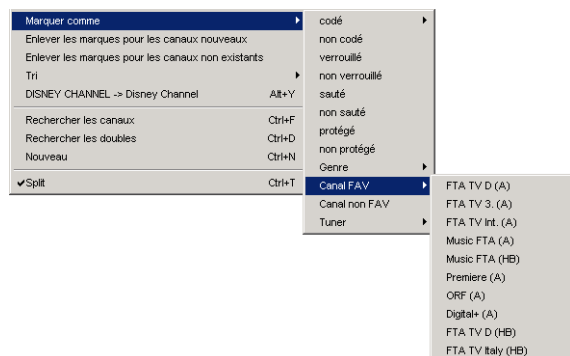 Marquer comme
Enlever les marques pour les canaux nouveaux
Enlever les marques pour les canaux non existants
Tri
DISNEY CHANNEL -> Disney Channel Alt+Y
Rechercher les canaux Ctrl+F
Rechercher les doubles Ctrl+D
Nouveau Ctrl+N
✓Split Ctrl+T
codé
non codé
verrouillé
non verrouillé
sauté
non sauté
protégé
non protégé
Genre
Canal FAV
Canal non FAV
Tuner
FTA TV D (A)
FTA TV 3. (A)
FTA TV Int. (A)
Music FTA (A)
Music FTA (HB)
Premiere (A)
ORF (A)
Digital+ (A)
FTA TV D (HB)
FTA TV Italy (HB)